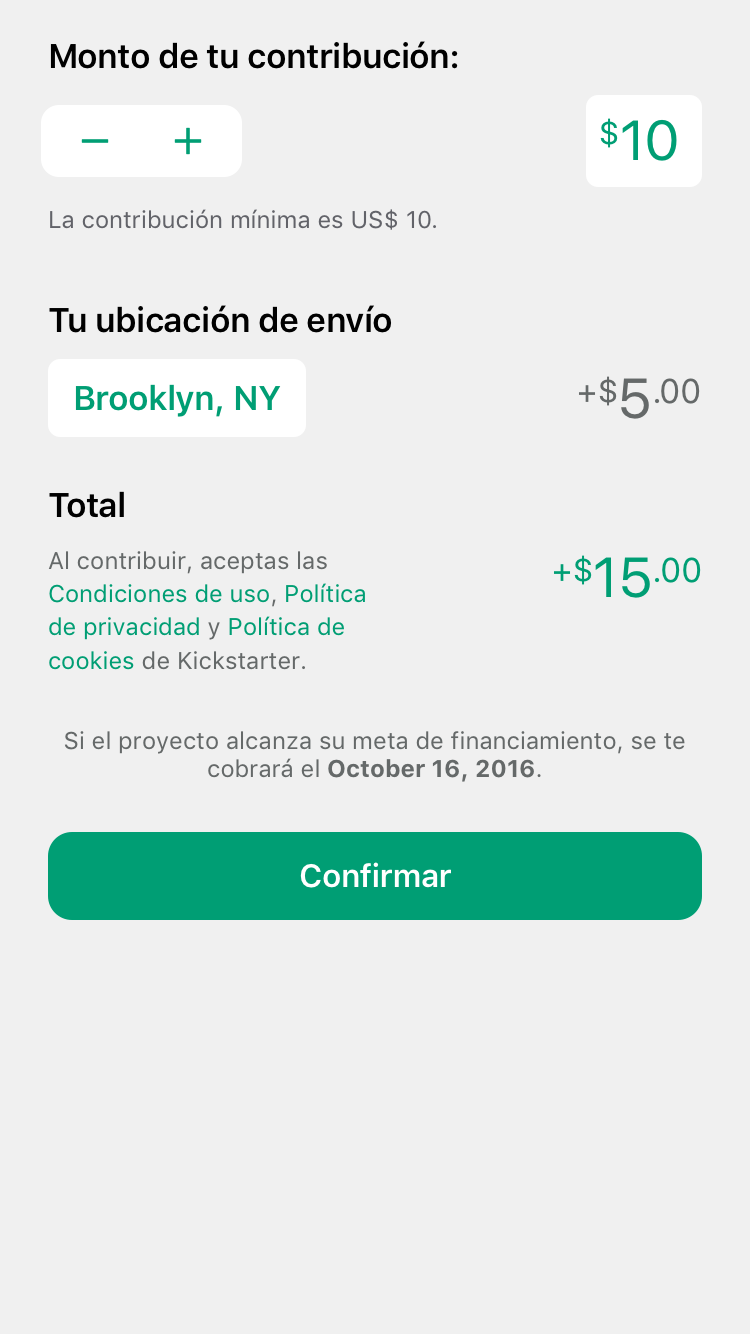 Monto de tu contribución:
− +
$10
La contribución mínima es US$ 10.
Tu ubicación de envío
Brooklyn, NY
+$5.00
Total
Al contribuir, aceptas las
Condiciones de uso, Política
de privacidad y Política de
cookies de Kickstarter.
+$15.00
Si el proyecto alcanza su meta de financiamiento, se te
cobrará el October 16, 2016.
Confirmar